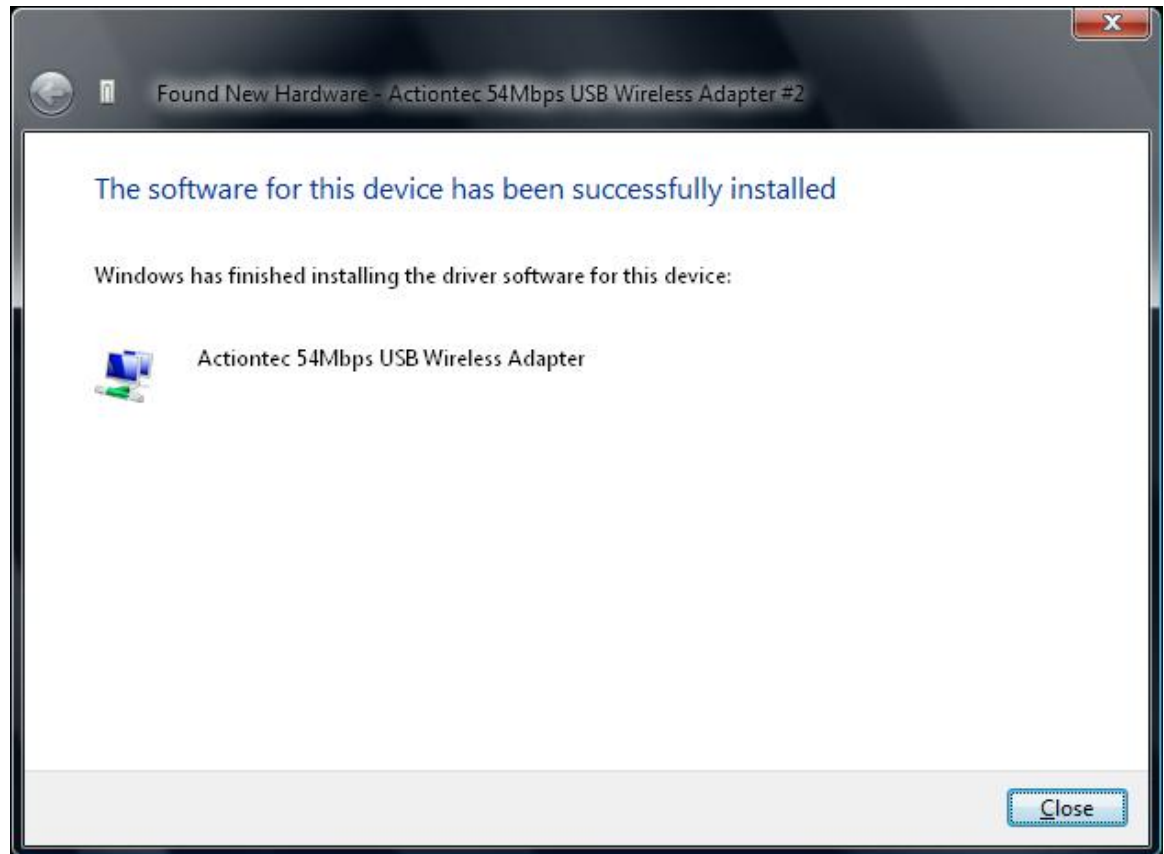 Found New Hardware - Actiontec 54Mbps USB Wireless Adapter #2
The software for this device has been successfully installed
Windows has finished installing the driver software for this device:
Actiontec 54Mbps USB Wireless Adapter
Close